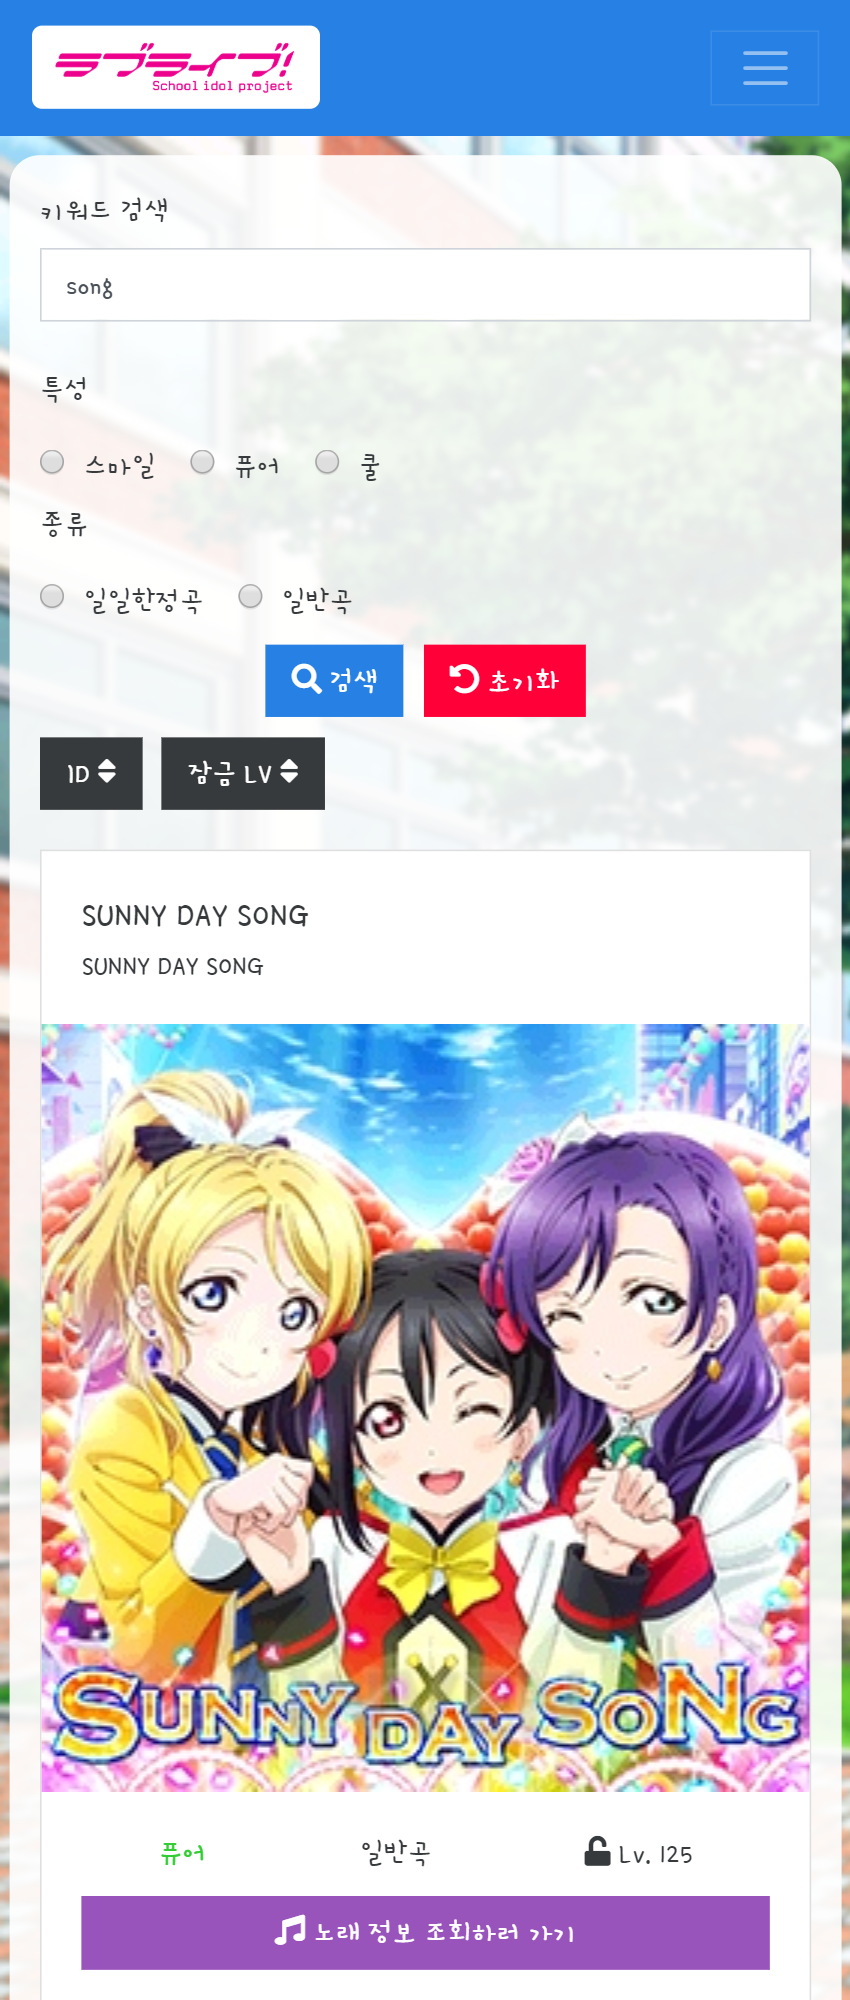 ラブライブ!
School idol project
키워드 검색
song
특성
스마일 퓨어 쿨
종류
일일한정곡 일반곡
검색 초기화
ID 잠금 LV
SUNNY DAY SONG
SUNNY DAY SONG
SUNNY DAY SONG
퓨어 일반곡 Lv. 125
노래 정보 조회하러 가기